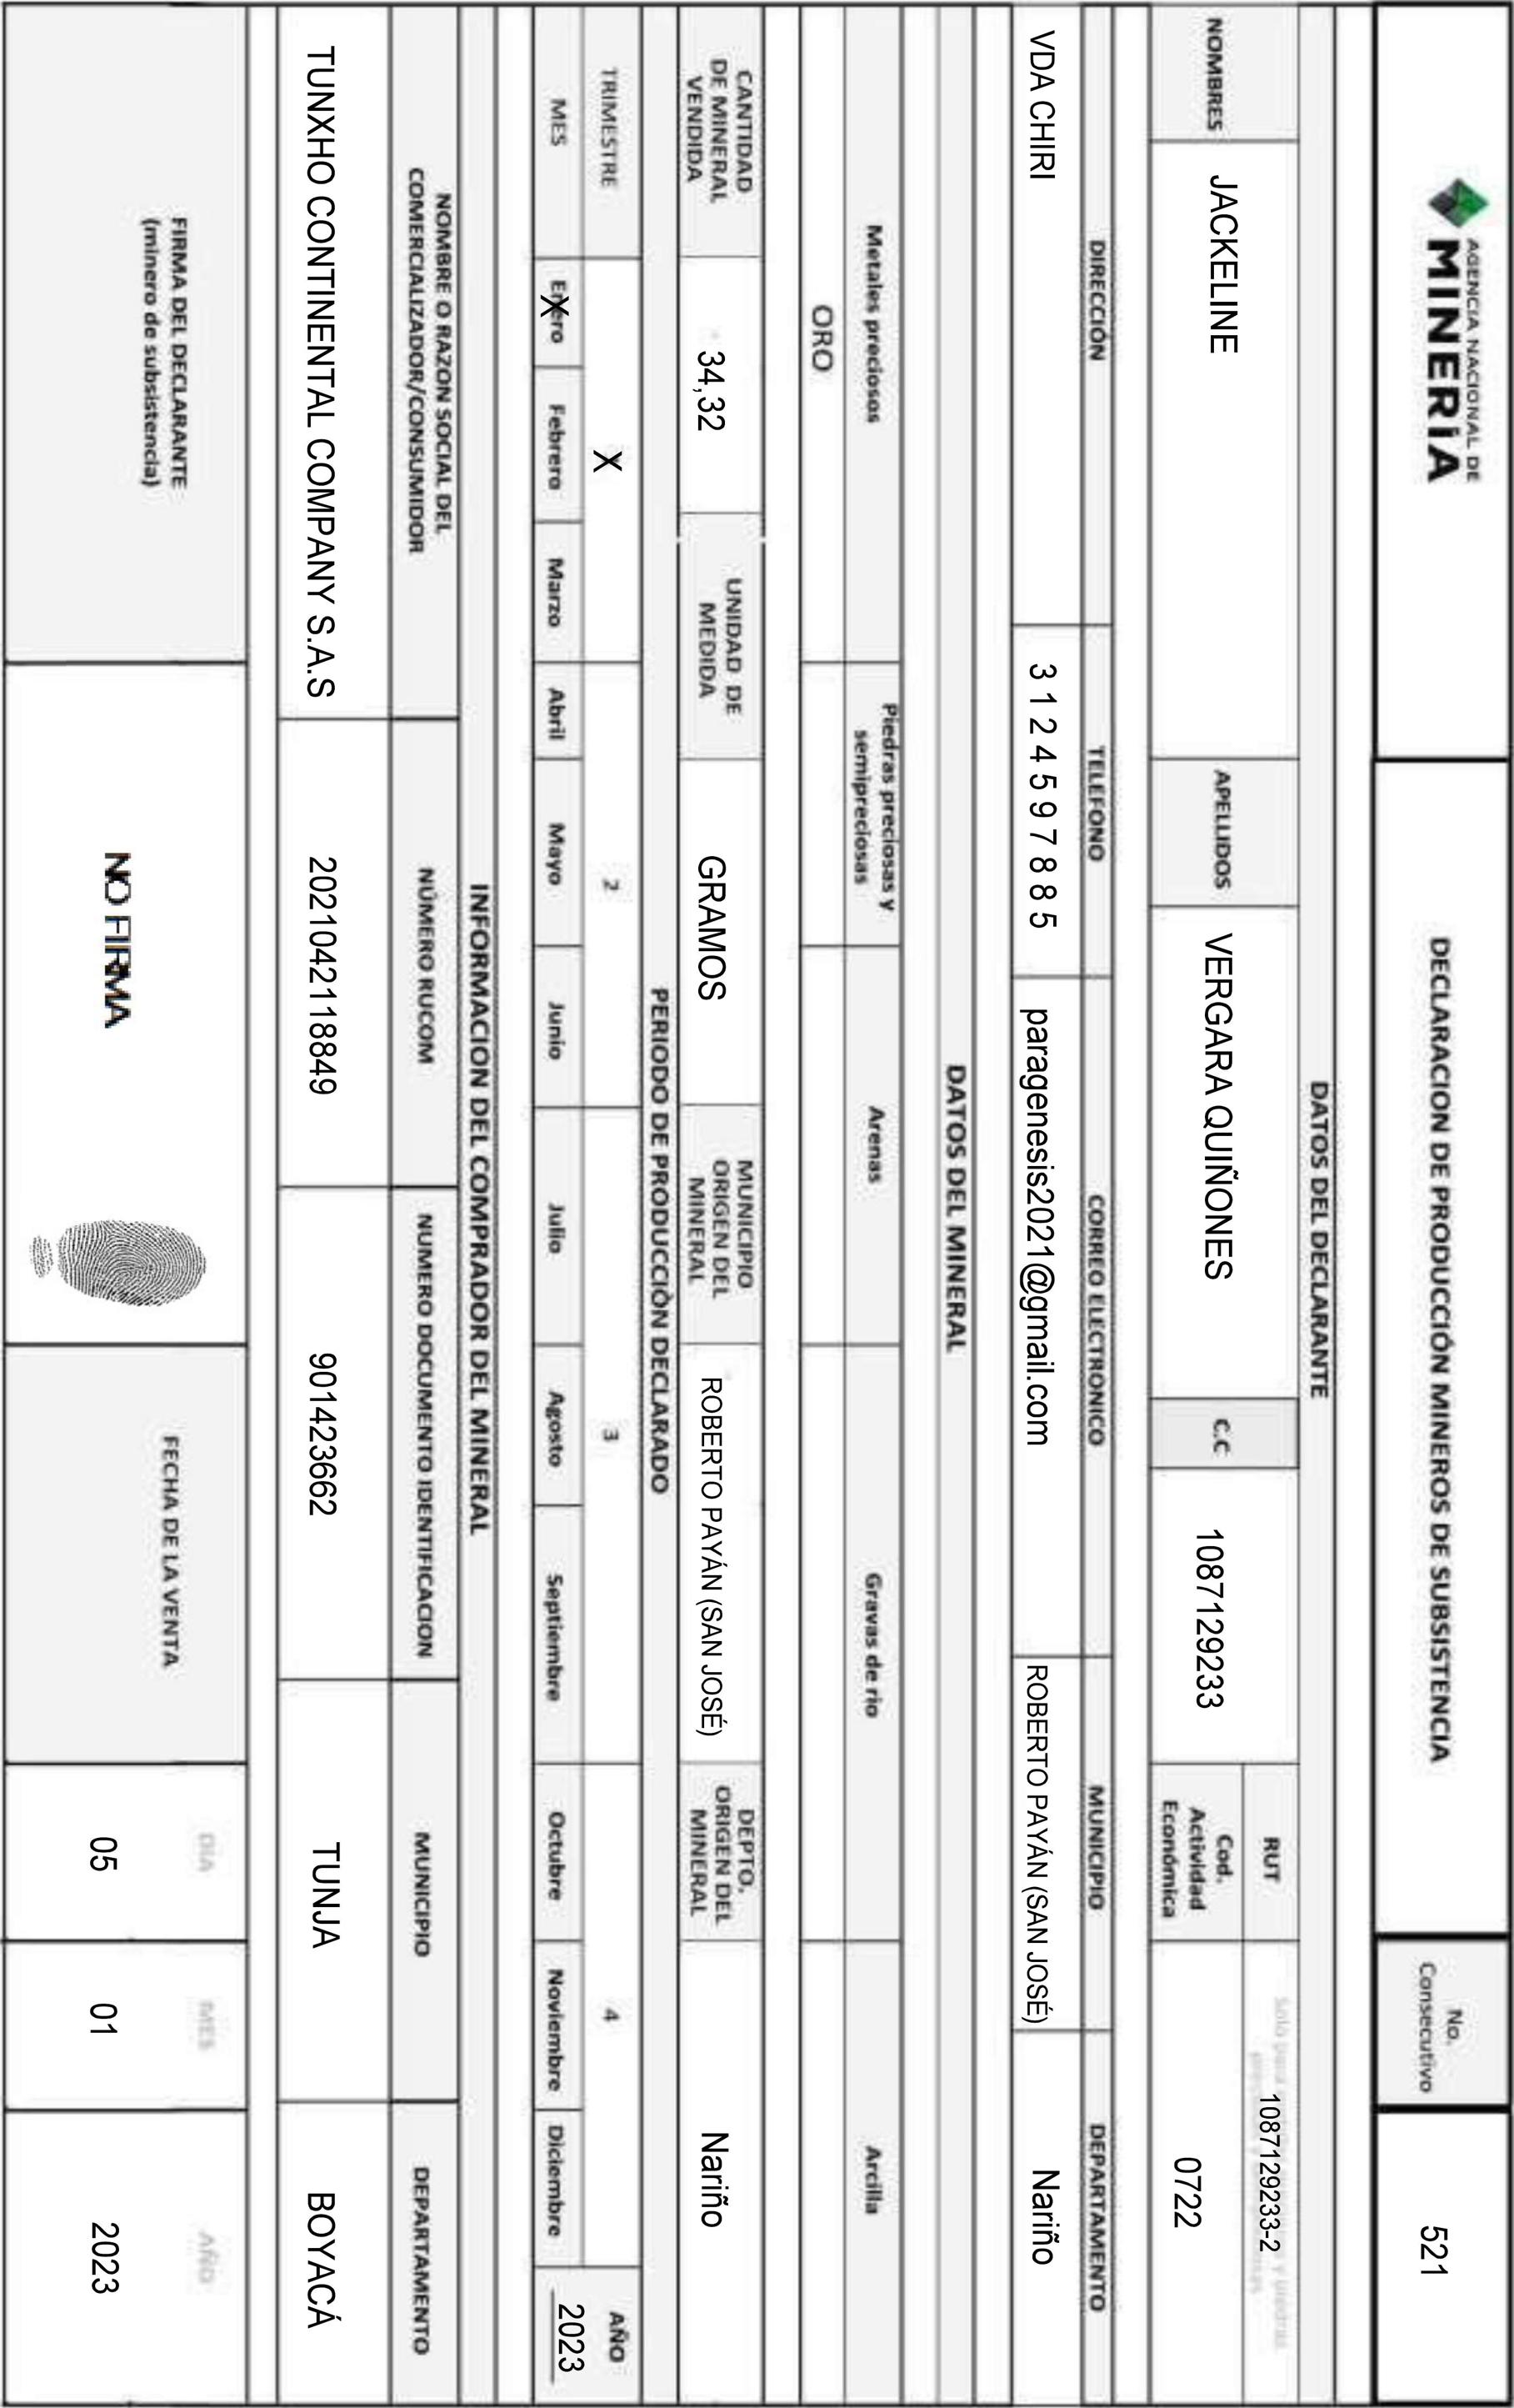 AGENCIA NACIONAL DE
MINERÍA
DECLARACION DE PRODUCCIÓN MINEROS DE SUBSISTENCIA
No.
Consecutivo
521
DATOS DEL DECLARANTE
NOMBRES
JACKELINE
APELLIDOS
VERGARA QUIÑONES
C.C
1087129233
RUT
Solo para
1087129233-2
y piedras
Cod.
Actividad
Económica
0722
DIRECCIÓN
TELEFONO
CORREO ELECTRONICO
MUNICIPIO
DEPARTAMENTO
VDA CHIRI
3 1 2 4 5 9 7 8 8 5
paragenesis2021@gmail.com
ROBERTO PAYÁN (SAN JOSÉ)
Nariño
DATOS DEL MINERAL
Metales preciosos
Piedras preciosas y
semipreciosas
Arenas
Gravas de rio
Arcilla
ORO
CANTIDAD
DE MINERAL
VENDIDA
34,32
UNIDAD DE
MEDIDA
GRAMOS
MUNICIPIO
ORIGEN DEL
MINERAL
ROBERTO PAYÁN (SAN JOSÉ)
DEPTO.
ORIGEN DEL
MINERAL
Nariño
PERIODO DE PRODUCCIÒN DECLARADO
TRIMESTRE
X
2
3
4
AÑO
MES
Enero
X
Febrero
Marzo
Abril
Mayo
Junio
Julio
Agosto
Septiembre
Octubre
Noviembre
Diciembre
2023
INFORMACIÓN DEL COMPRADOR DEL MINERAL
NOMBRE O RAZON SOCIAL DEL
COMERCIALIZADOR/CONSUMIDOR
NÚMERO RUCOM
NUMERO DOCUMENTO IDENTIFICACION
MUNICIPIO
DEPARTAMENTO
TUNXHO CONTINENTAL COMPANY S.A.S
2021042118849
901423662
TUNJA
BOYACÁ
FIRMA DEL DECLARANTE
(minero de subsistencia)
NO FIRMA
FECHA DE LA VENTA
DÍA
MES
AÑO
05
01
2023